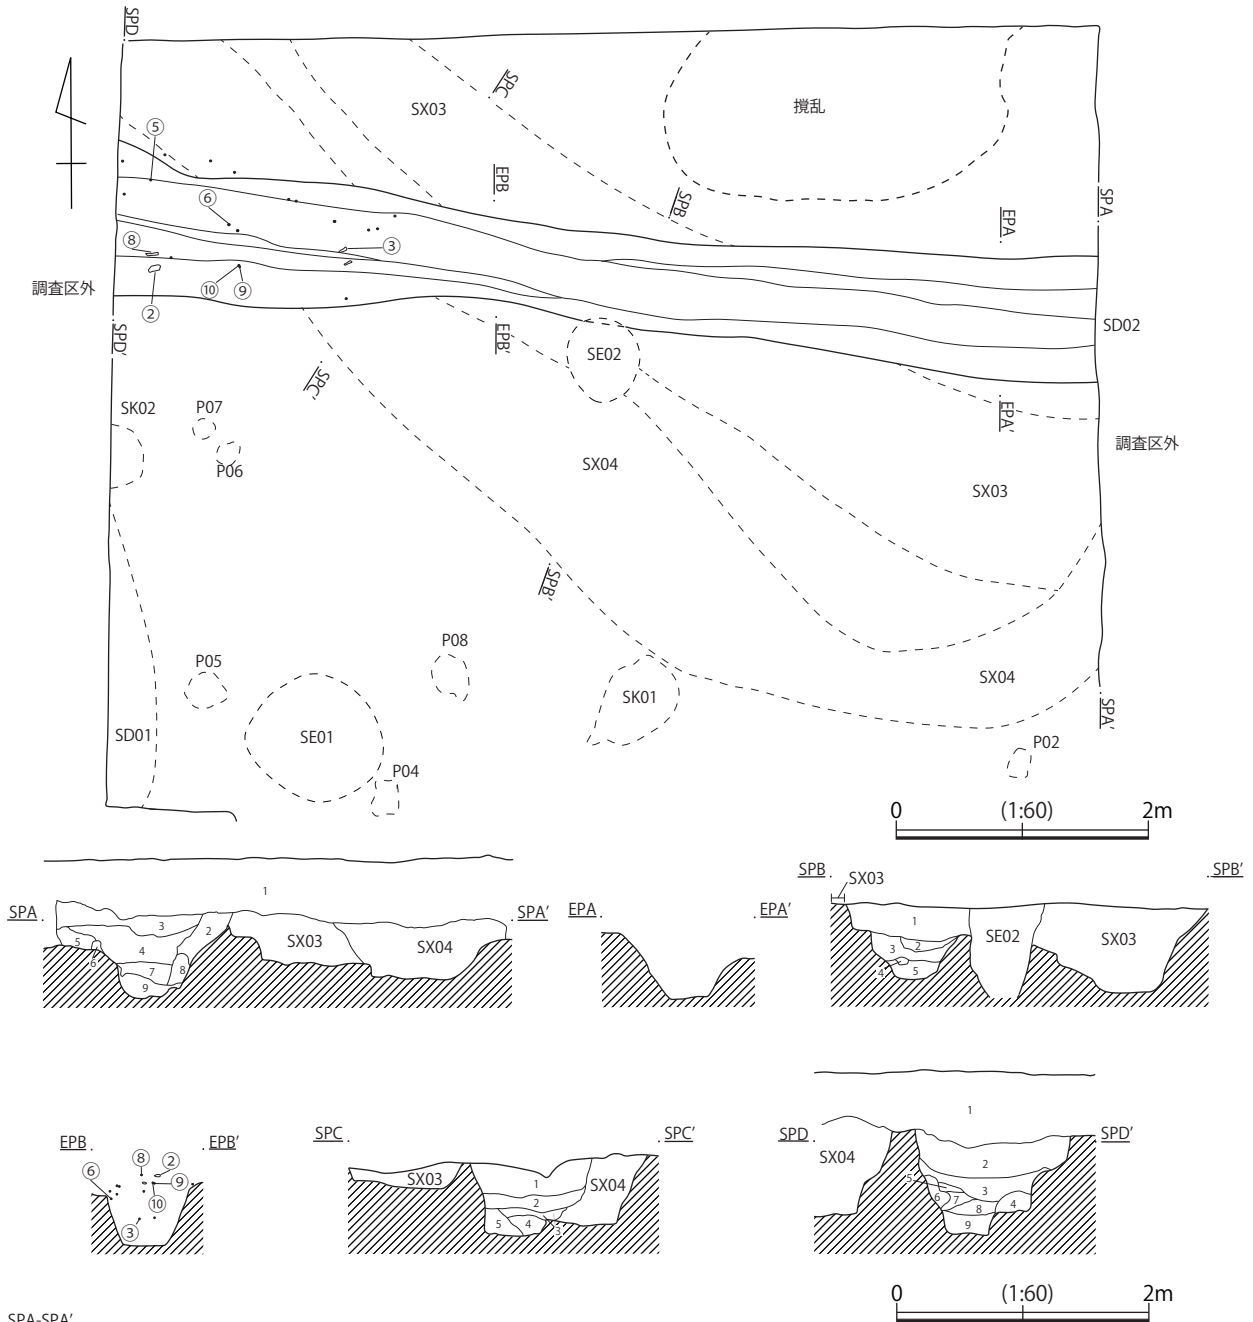 SPD
SPC
SX03
撹乱
⑤
EPB
SPB
SPA
EPA
⑥
③
⑧
調査区外
②
⑩
⑨
SD02
SPD'
EPB'
SE02
SPC'
EPA'
SK02
P07
P06
SX04
調査区外
SX03
SPB'
P05
P08
SK01
SX04
SPA'
SD01
SE01
P02
P04
0 (1:60) 2m
SPA
1
SPA'
3
2
5
4
6
7
8
9
SX03
SX04
EPA
EPA'
SPB
SX03
SPB'
1
2
3
4
5
SE02
SX03
EPB
EPB'
⑧
②
⑥
⑨
⑩
③
SPC
SPC'
SX03
1
2
SX04
5
4
3
SPD
1
SPD'
SX04
2
5
3
6
7
8
4
9
0 (1:60) 2m
SPA-SPA'